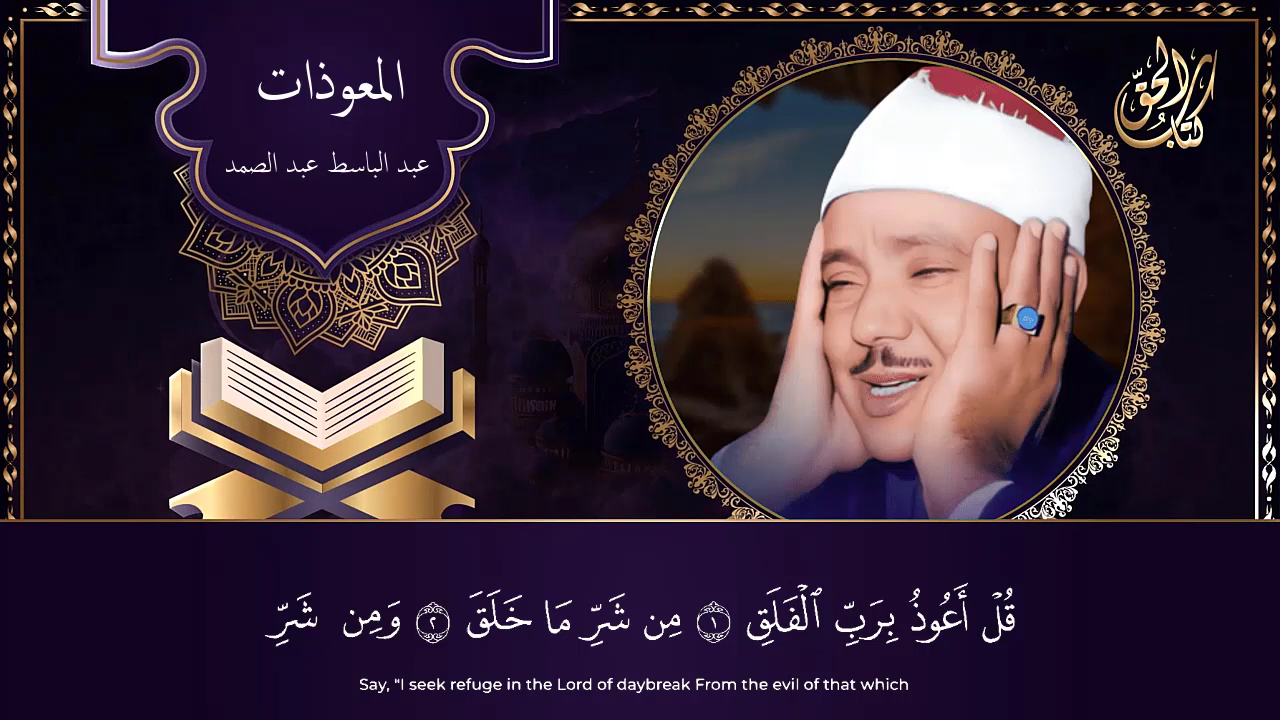 المعوذات
عبد الباسط عبد الصمد
كتاب الحق
قُلْ أَعُوذُ بِرَبِّ ٱلْفَلَقِ ١ مِن شَرِّ مَا خَلَقَ ٢ وَمِن شَرِّ
Say, “I seek refuge in the Lord of daybreak From the evil of that which